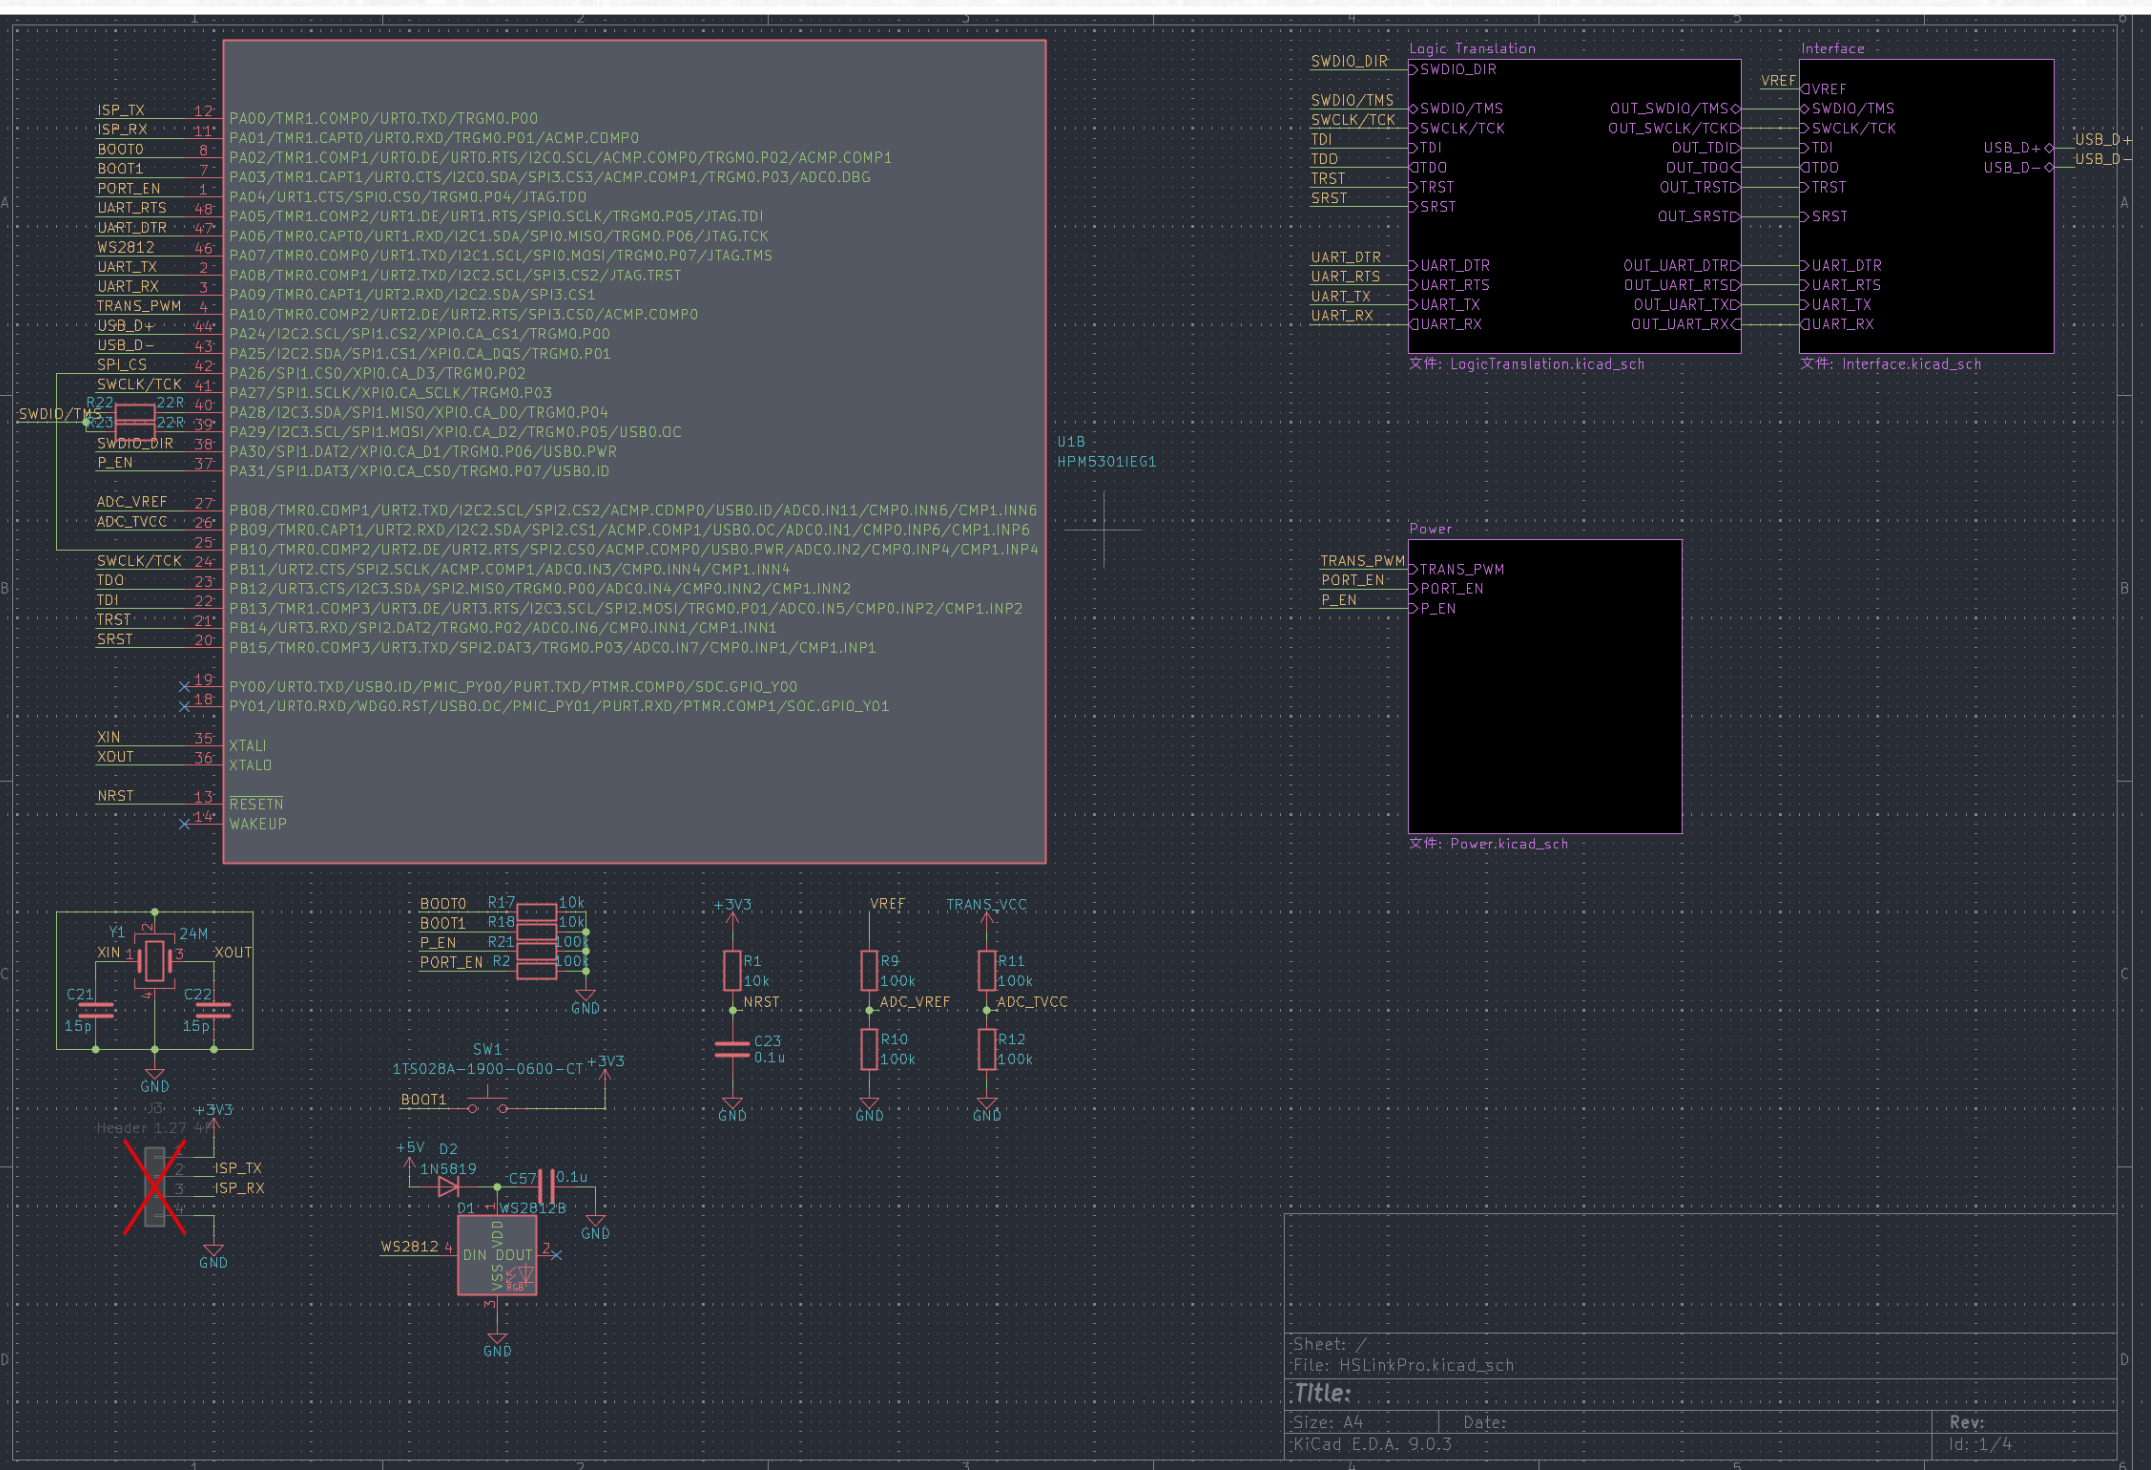 1 2 3 4 5 6
ISP_TX 12 PA00/TMR1.COMP0/URT0.TXD/TRGM0.P00
ISP_RX 11 PA01/TMR1.CAPT0/URT0.RXD/TRGM0.P01/ACMP.COMP0
BOOT0 8 PA02/TMR1.COMP1/URT0.DE/URT0.RTS/I2C0.SCL/ACMP.COMP0/TRGM0.P02/ACMP.COMP1
BOOT1 7 PA03/TMR1.CAPT1/URT0.CTS/I2C0.SDA/SPI3.CS3/ACMP.COMP1/TRGM0.P03/ADC0.DBG
PORT_EN 1 PA04/URT1.CTS/SPI0.CS0/TRGM0.P04/JTAG.TDO
UART_RTS 48 PA05/TMR1.COMP2/URT1.DE/URT1.RTS/SPI0.SCLK/TRGM0.P05/JTAG.TDI
UART_DTR 47 PA06/TMR0.CAPT0/URT1.RXD/I2C1.SDA/SPI0.MISO/TRGM0.P06/JTAG.TCK
WS2812 46 PA07/TMR0.COMP0/URT1.TXD/I2C1.SCL/SPI0.MOSI/TRGM0.P07/JTAG.TMS
UART_TX 2 PA08/TMR0.COMP1/URT2.TXD/I2C2.SCL/SPI3.CS2/JTAG.TRST
UART_RX 3 PA09/TMR0.CAPT1/URT2.RXD/I2C2.SDA/SPI3.CS1
TRANS_PWM 4 PA10/TMR0.COMP2/URT2.DE/URT2.RTS/SPI3.CS0/ACMP.COMP0
USB_D+ 44 PA24/I2C2.SCL/SPI1.CS2/XPI0.CA_CS1/TRGM0.P00
USB_D- 43 PA25/I2C2.SDA/SPI1.CS1/XPI0.CA_DQS/TRGM0.P01
SPI_CS 42 PA26/SPI1.CS0/XPI0.CA_D3/TRGM0.P02
SWCLK/TCK 41 PA27/SPI1.SCLK/XPI0.CA_SCLK/TRGM0.P03
R22 22R 40 PA28/I2C3.SDA/SPI1.MISO/XPI0.CA_D0/TRGM0.P04
SWDIO/TMS
R23 22R 39 PA29/I2C3.SCL/SPI1.MOSI/XPI0.CA_D2/TRGM0.P05/USB0.OC
SWDIO_DIR 38 PA30/SPI1.DAT2/XPI0.CA_D1/TRGM0.P06/USB0.PWR
P_EN 37 PA31/SPI1.DAT3/XPI0.CA_CS0/TRGM0.P07/USB0.ID
ADC_VREF 27 PB08/TMR0.COMP1/URT2.TXD/I2C2.SCL/SPI2.CS2/ACMP.COMP0/USB0.ID/ADC0.IN11/CMP0.INN6/CMP1.INN6
ADC_TVCC 26 PB09/TMR0.CAPT1/URT2.RXD/I2C2.SDA/SPI2.CS1/ACMP.COMP1/USB0.OC/ADC0.IN1/CMP0.INP6/CMP1.INP6
25 PB10/TMR0.COMP2/URT2.DE/URT2.RTS/SPI2.CS0/ACMP.COMP0/USB0.PWR/ADC0.IN2/CMP0.INP4/CMP1.INP4
SWCLK/TCK 24 PB11/URT2.CTS/SPI2.SCLK/ACMP.COMP1/ADC0.IN3/CMP0.INN4/CMP1.INN4
TDO 23 PB12/URT3.CTS/I2C3.SDA/SPI2.MISO/TRGM0.P00/ADC0.IN4/CMP0.INN2/CMP1.INN2
TDI 22 PB13/TMR1.COMP3/URT3.DE/URT3.RTS/I2C3.SCL/SPI2.MOSI/TRGM0.P01/ADC0.IN5/CMP0.INP2/CMP1.INP2
TRST 21 PB14/URT3.RXD/SPI2.DAT2/TRGM0.P02/ADC0.IN6/CMP0.INN1/CMP1.INN1
SRST 20 PB15/TMR0.COMP3/URT3.TXD/SPI2.DAT3/TRGM0.P03/ADC0.IN7/CMP0.INP1/CMP1.INP1
19 PY00/URT0.TXD/USB0.ID/PMIC_PY00/PURT.TXD/PTMR.COMP0/SOC.GPIO_Y00
18 PY01/URT0.RXD/WDG0.RST/USB0.OC/PMIC_PY01/PURT.RXD/PTMR.COMP1/SOC.GPIO_Y01
XIN 35 XTALI
XOUT 36 XTALO
NRST 13 RESETN
14 WAKEUP
U1B
HPM5301IEG1
Logic Translation
SWDIO_DIR SWDIO_DIR
SWDIO/TMS SWDIO/TMS OUT_SWDIO/TMS
SWCLK/TCK SWCLK/TCK OUT_SWCLK/TCK
TDI TDI OUT_TDI
TDO TDO OUT_TDO
TRST TRST OUT_TRST
SRST SRST OUT_SRST
UART_DTR UART_DTR OUT_UART_DTR
UART_RTS UART_RTS OUT_UART_RTS
UART_TX UART_TX OUT_UART_TX
UART_RX UART_RX OUT_UART_RX
文件: LogicTranslation.kicad_sch
Interface
VREF VREF
SWDIO/TMS
SWCLK/TCK
TDI USB_D+ USB_D+
TDO USB_D- USB_D-
TRST
SRST
UART_DTR
UART_RTS
UART_TX
UART_RX
文件: Interface.kicad_sch
Power
TRANS_PWM TRANS_PWM
PORT_EN PORT_EN
P_EN P_EN
文件: Power.kicad_sch
Y1 2 24M
XIN 1 3 XOUT
C21 4 C22
15p 15p
GND
BOOT0 R17 10k
BOOT1 R18 10k
P_EN R21 100k
PORT_EN R2 100k
GND
+3V3
R1
10k
NRST
C23
0.1u
GND
VREF
R9
100k
ADC_VREF
R10
100k
GND
TRANS_VCC
R11
100k
ADC_TVCC
R12
100k
GND
SW1
1TS028A-1900-0600-CT +3V3
BOOT1
J3 +3V3
Header 1.27 4P
1
2 ISP_TX
3 ISP_RX
4
GND
+5V D2
1N5819 C57 0.1u
D1 1 WS2812B
GND
WS2812 4 DIN DOUT 2
VDD
VSS
RGB
3
GND
Sheet: /
File: HSLinkPro.kicad_sch
Title:
Size: A4 Date: Rev:
KiCad E.D.A. 9.0.3 Id: 1/4
A A
B B
C C
D D
1 2 3 4 5 6